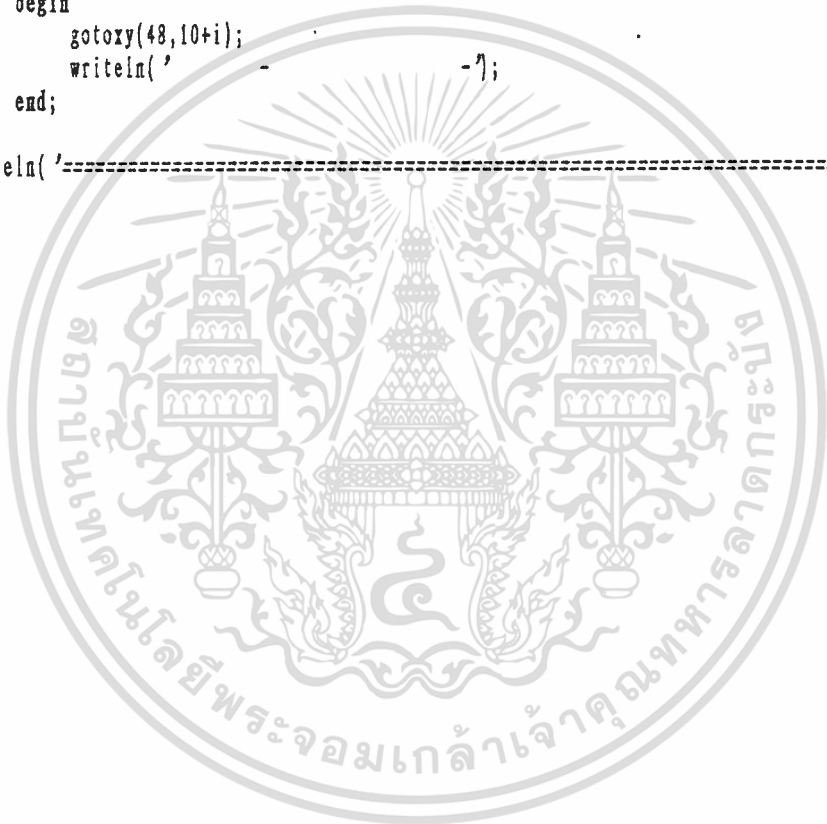 begin
gotoxy(48,10+i);
writeln(' - -');
end;
eln('==============================================================================
สถาบันเทคโนโลยีพระจอมเกล้าเจ้าคุณทหารลาดกระบัง